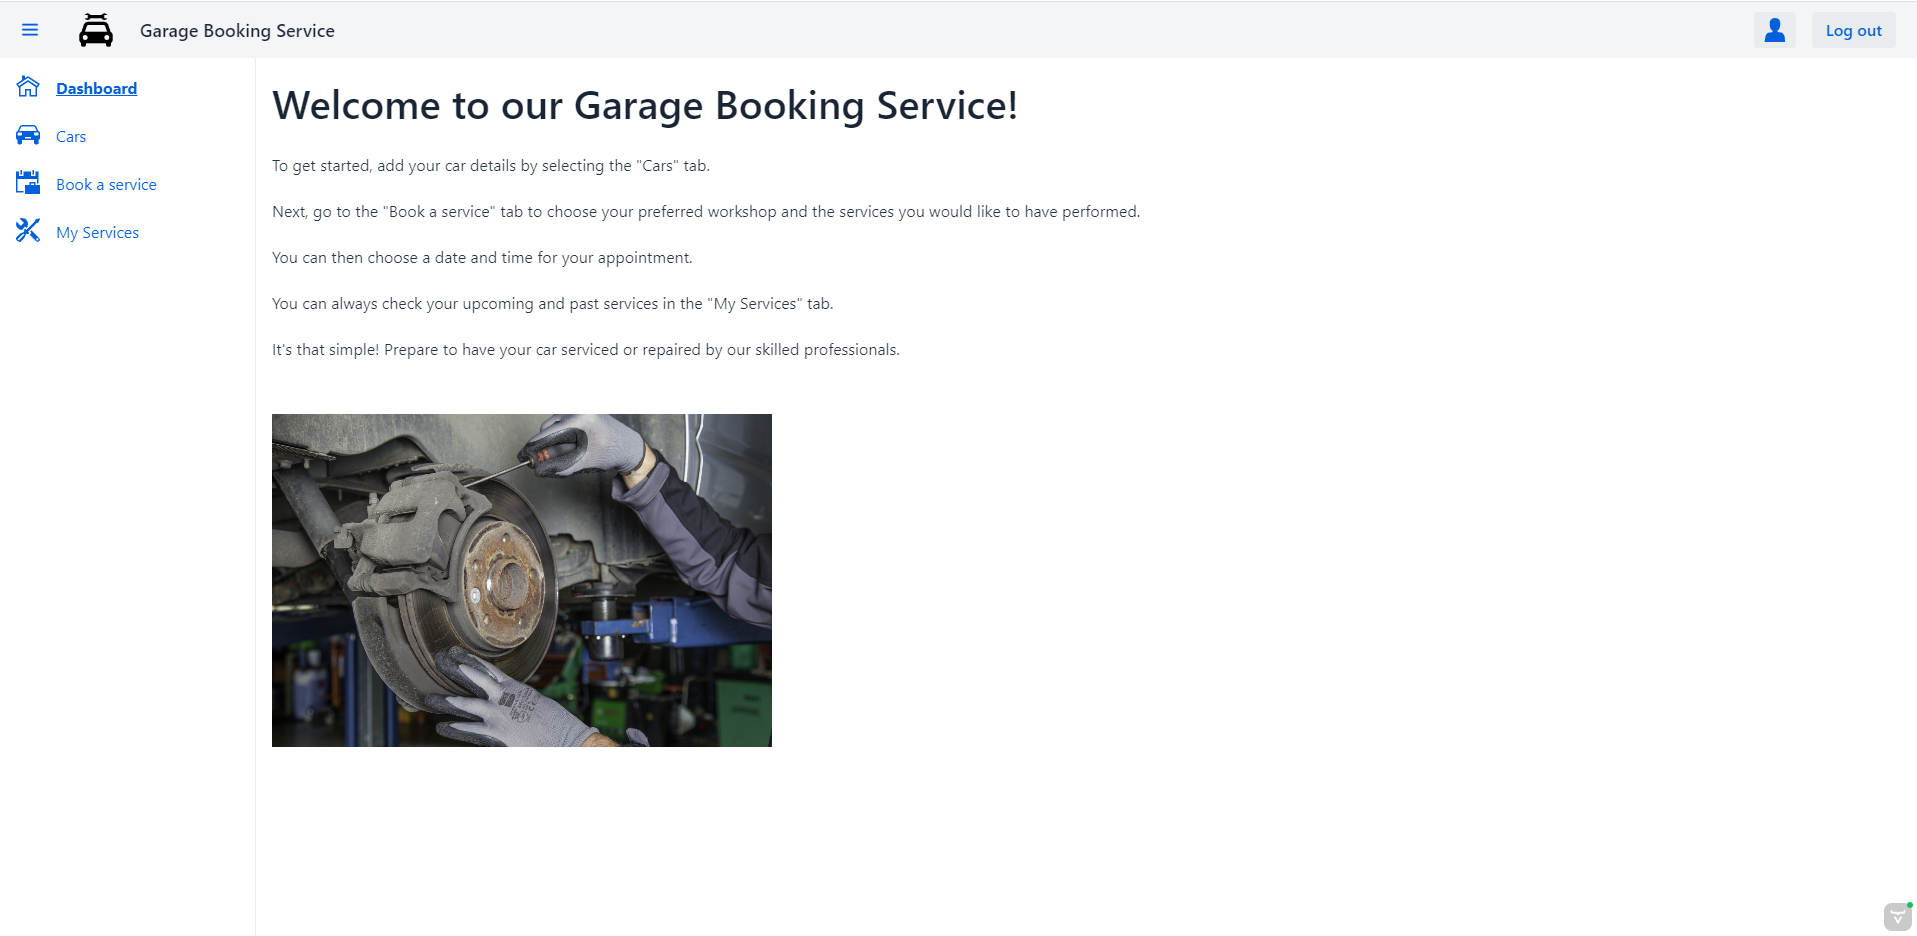 Garage Booking Service
Log out
Dashboard
Cars
Book a service
My Services
Welcome to our Garage Booking Service!
To get started, add your car details by selecting the "Cars" tab.
Next, go to the "Book a service" tab to choose your preferred workshop and the services you would like to have performed.
You can then choose a date and time for your appointment.
You can always check your upcoming and past services in the "My Services" tab.
It's that simple! Prepare to have your car serviced or repaired by our skilled professionals.